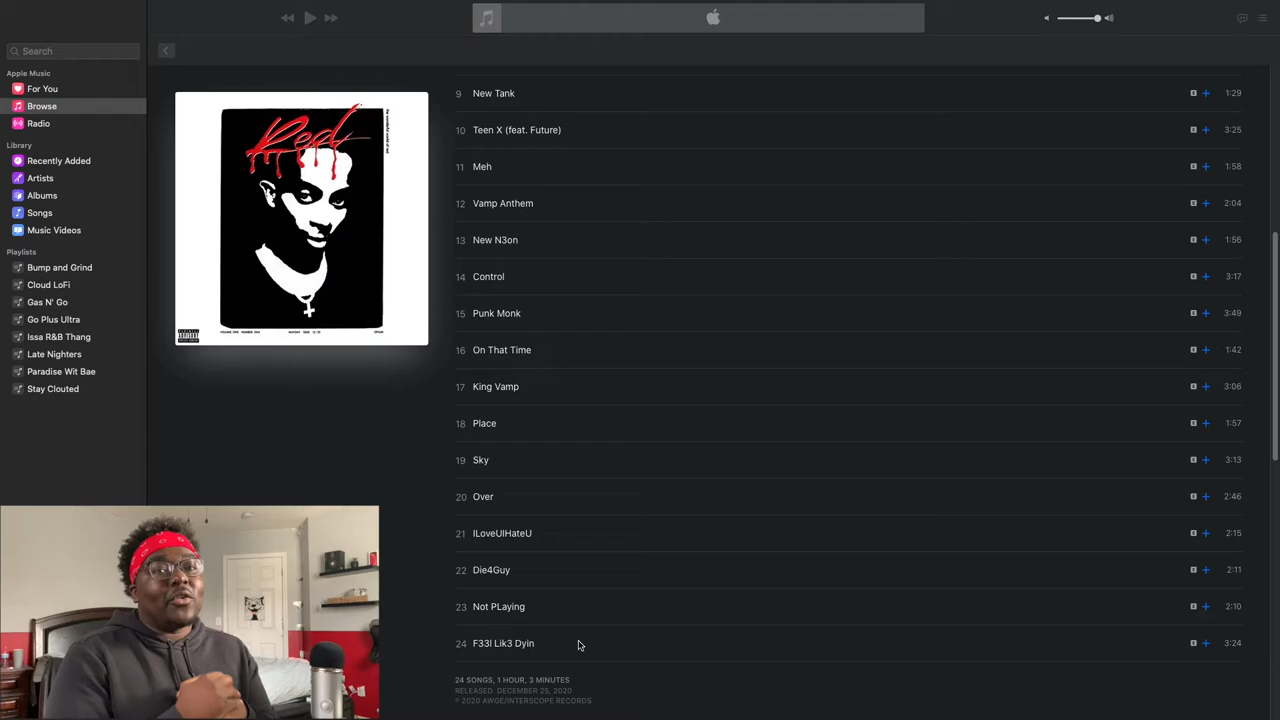 Search
Apple Music
For You
Browse
Radio
Library
Recently Added
Artists
Albums
Songs
Music Videos
Playlists
Bump and Grind
Cloud LoFi
Gas N' Go
Go Plus Ultra
Issa R&B Thang
Late Nighters
Paradise Wit Bae
Stay Clouted
Red
9 New Tank E + 1:29
10 Teen X (feat. Future) E + 3:25
11 Meh E + 1:58
12 Vamp Anthem E + 2:04
13 New N3on E + 1:56
14 Control E + 3:17
15 Punk Monk E + 3:49
16 On That Time E + 1:42
17 King Vamp E + 3:06
18 Place E + 1:57
19 Sky E + 3:13
20 Over E + 2:46
21 ILoveUIHateU E + 2:15
22 Die4Guy E + 2:11
23 Not PLaying E + 2:10
24 F33l Lik3 Dyin E + 3:24
24 SONGS, 1 HOUR, 3 MINUTES
RELEASED DECEMBER 25, 2020
℗ 2020 AWGE/INTERSCOPE RECORDS